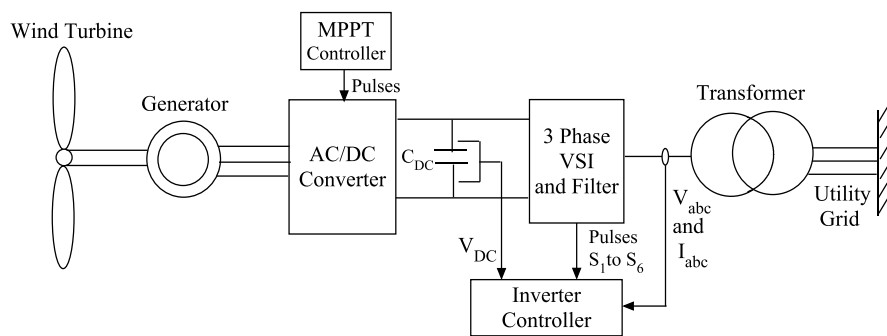 Wind Turbine
MPPT
Controller
Pulses
Generator
AC/DC
Converter
C_DC
3 Phase
VSI
and Filter
Transformer
V_abc
and
I_abc
Utility
Grid
V_DC
Pulses
S_1 to S_6
Inverter
Controller